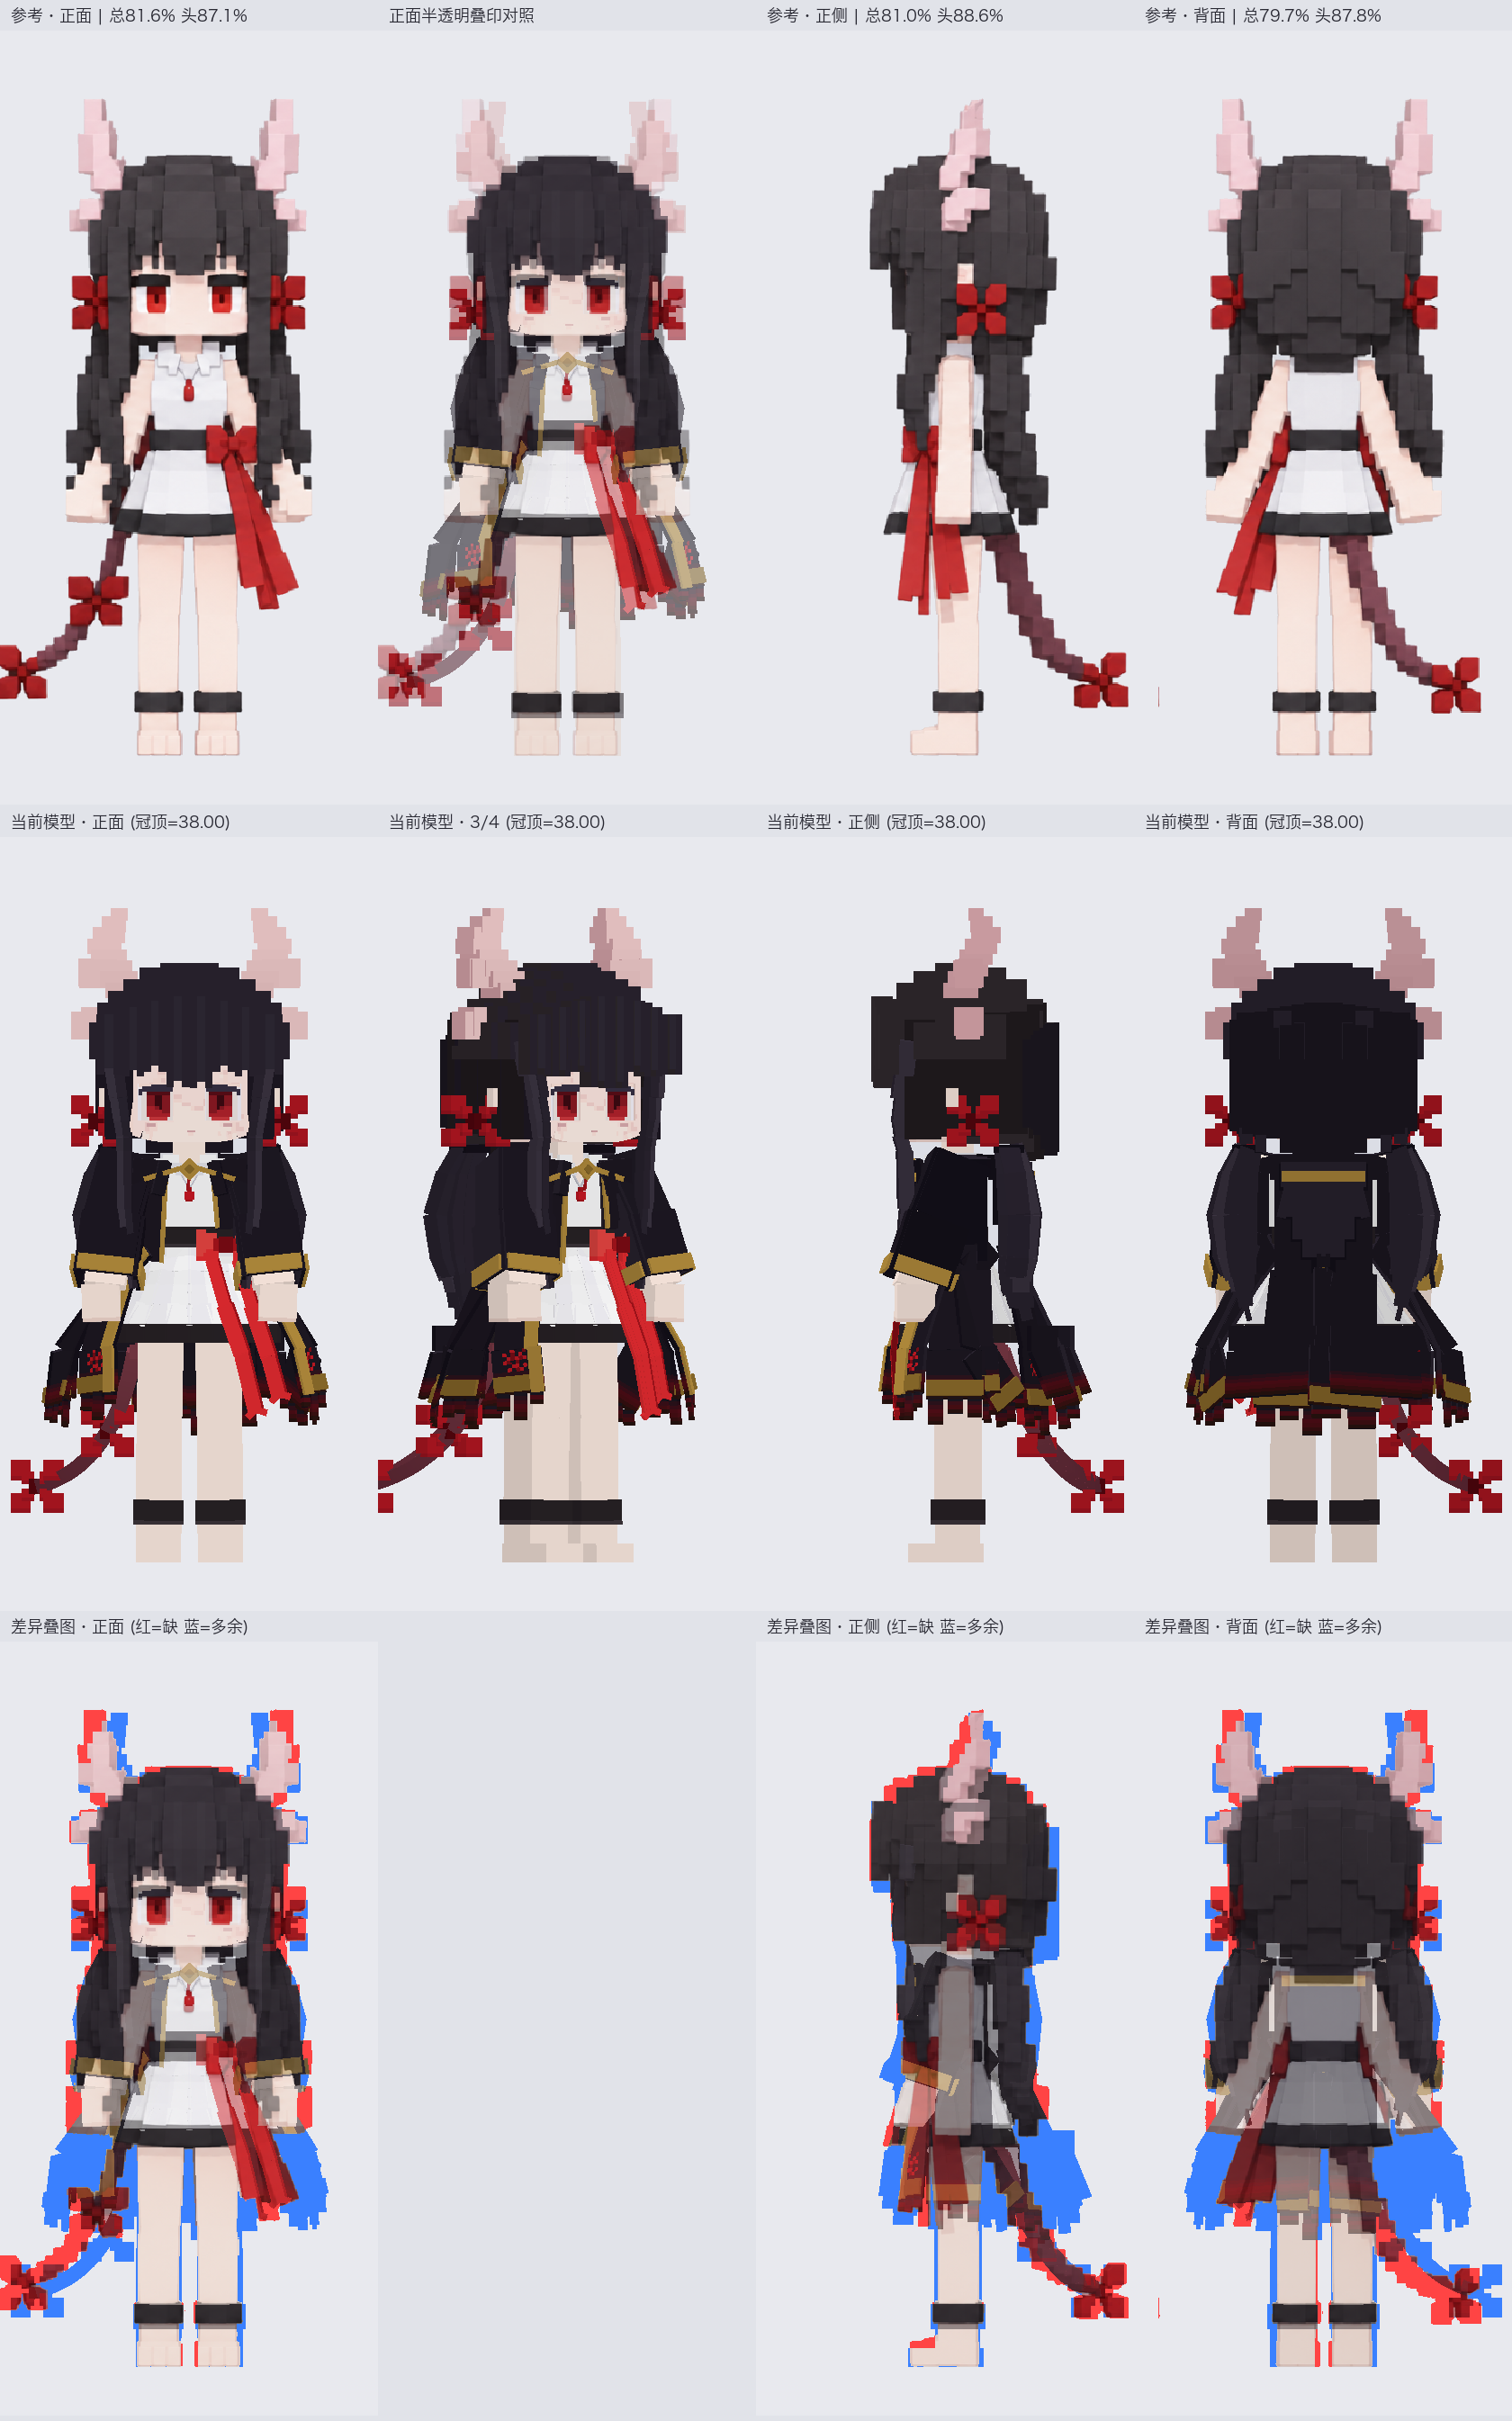 参考・正面 | 总81.6% 头87.1%
正面半透明叠印对照
参考・正侧 | 总81.0% 头88.6%
参考・背面 | 总79.7% 头87.8%
当前模型・正面 (冠顶=38.00)
当前模型・3/4 (冠顶=38.00)
当前模型・正侧 (冠顶=38.00)
当前模型・背面 (冠顶=38.00)
差异叠图・正面 (红=缺 蓝=多余)
差异叠图・正侧 (红=缺 蓝=多余)
差异叠图・背面 (红=缺 蓝=多余)